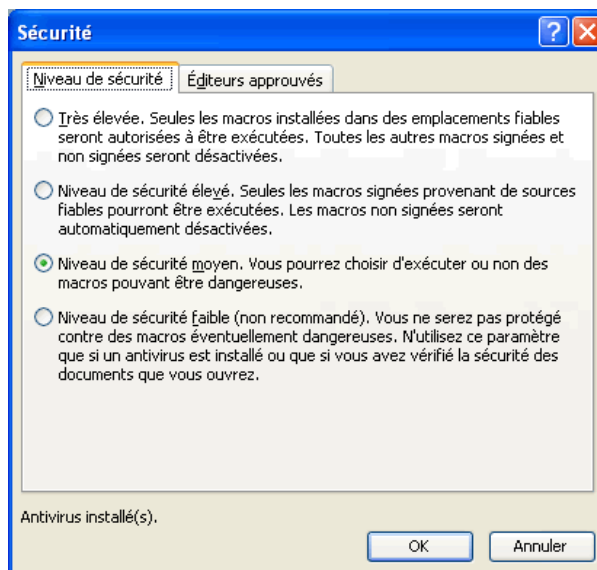 Sécurité
Niveau de sécurité
Éditeurs approuvés
Très élevée. Seules les macros installées dans des emplacements fiables
seront autorisées à être exécutées. Toutes les autres macros signées et
non signées seront désactivées.
Niveau de sécurité élevé. Seules les macros signées provenant de sources
fiables pourront être exécutées. Les macros non signées seront
automatiquement désactivées.
Niveau de sécurité moyen. Vous pourrez choisir d'exécuter ou non des
macros pouvant être dangereuses.
Niveau de sécurité faible (non recommandé). Vous ne serez pas protégé
contre des macros éventuellement dangereuses. N'utilisez ce paramètre
que si un antivirus est installé ou que si vous avez vérifié la sécurité des
documents que vous ouvrez.
Antivirus installé(s).
OK
Annuler